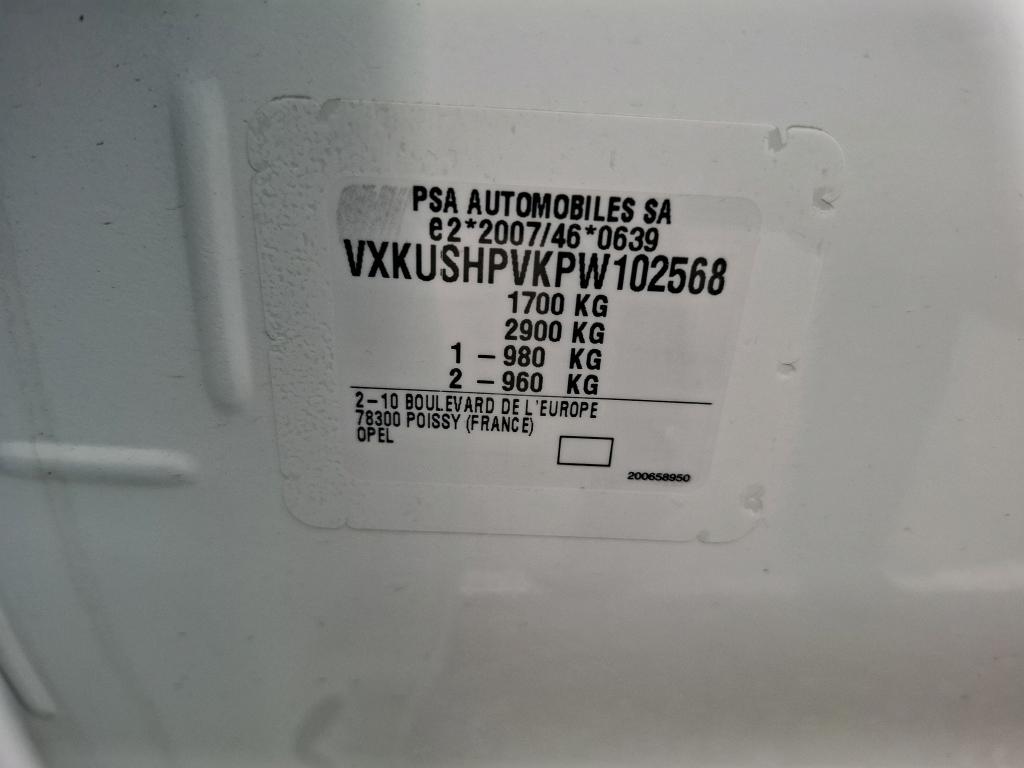 PSA AUTOMOBILES SA
e2*2007/46*0639
VXKUSHPVKPW102568
1700 KG
2900 KG
1 - 980 KG
2 - 960 KG
2-10 BOULEVARD DE L'EUROPE
78300 POISSY (FRANCE)
OPEL
200658950